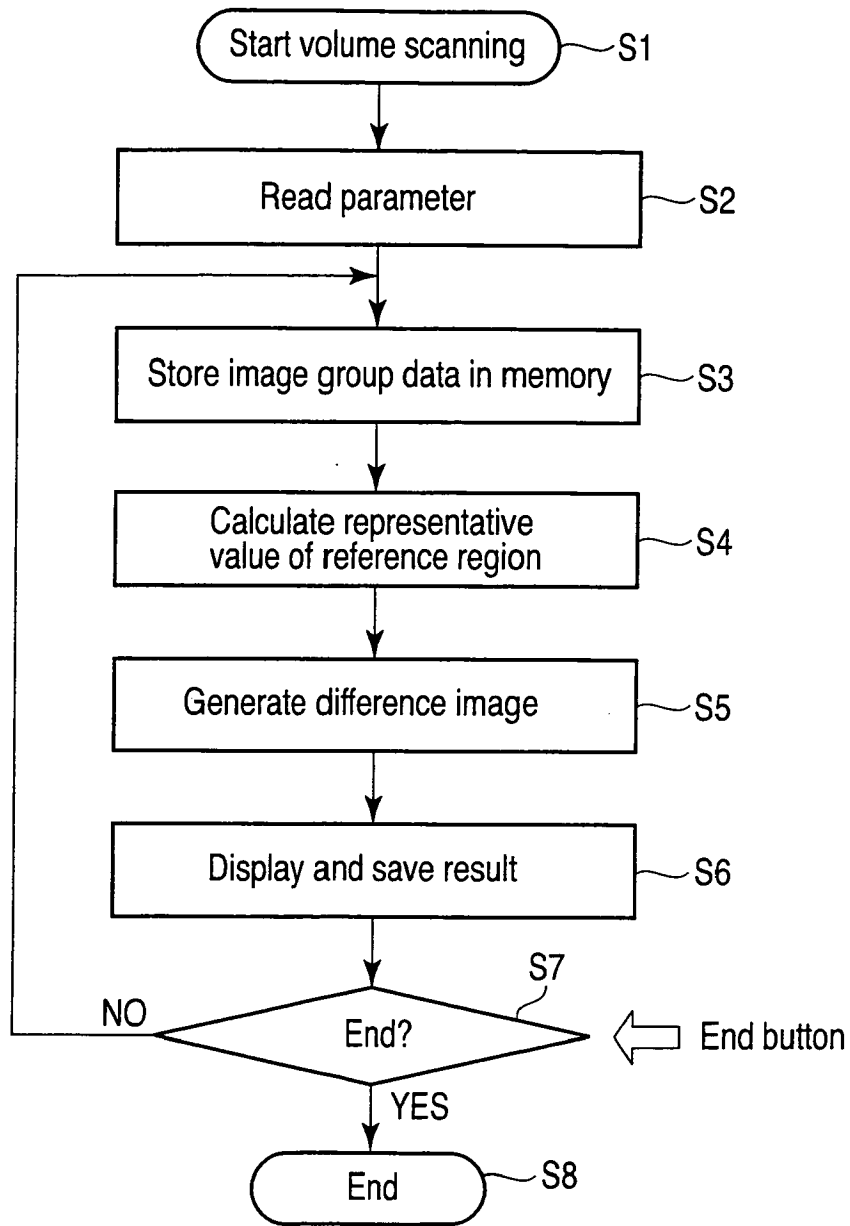 Start volume scanning
S1
Read parameter
S2
Store image group data in memory
S3
Calculate representative
value of reference region
S4
Generate difference image
S5
Display and save result
S6
S7
NO
End?
End button
YES
End
S8